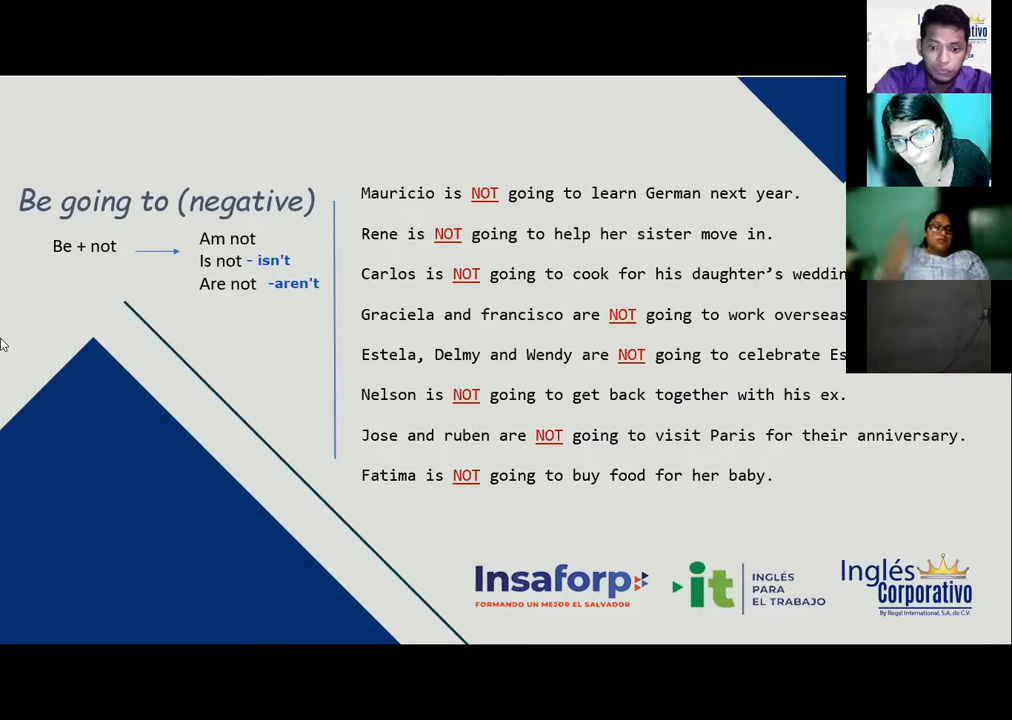 Be going to (negative)
Be + not
Am not
Is not - isn't
Are not -aren't
Mauricio is NOT going to learn German next year.
Rene is NOT going to help her sister move in.
Carlos is NOT going to cook for his daughter's
Graciela and francisco are NOT going to work overseas
Estela, Delmy and Wendy are NOT going to celebrate
Nelson is NOT going to get back together with his ex.
Jose and ruben are NOT going to visit Paris for their anniversary.
Fatima is NOT going to buy food for her baby.
Insaforp
FORMANDO UN MEJOR EL SALVADOR
it
INGLÉS
PARA
EL TRABAJO
Inglés
Corporativo
By Regal International, S.A. de C.V.